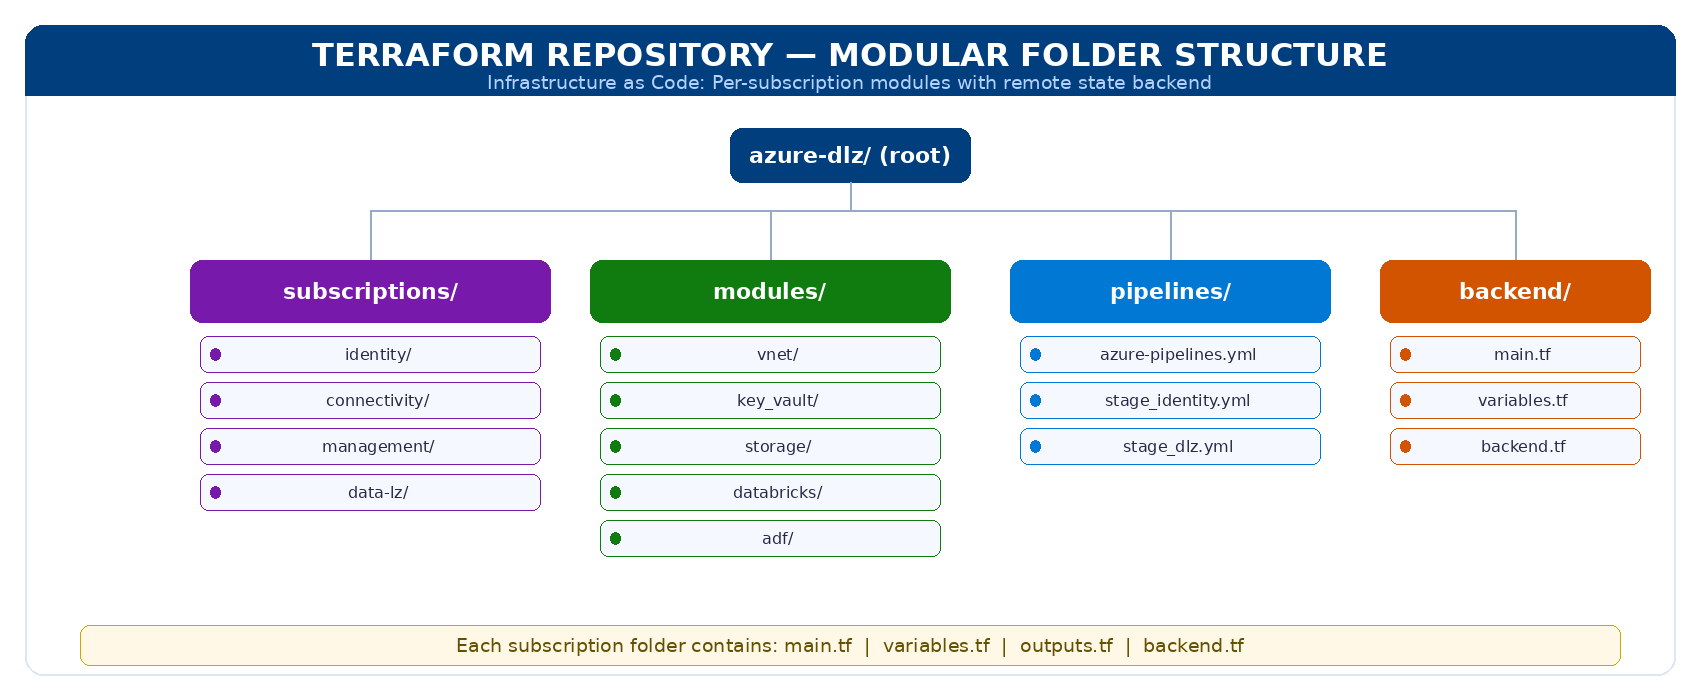 TERRAFORM REPOSITORY — MODULAR FOLDER STRUCTURE
Infrastructure as Code: Per-subscription modules with remote state backend
azure-dlz/ (root)
subscriptions/
identity/
connectivity/
management/
data-lz/
modules/
vnet/
key_vault/
storage/
databricks/
adf/
pipelines/
azure-pipelines.yml
stage_identity.yml
stage_dlz.yml
backend/
main.tf
variables.tf
backend.tf
Each subscription folder contains: main.tf | variables.tf | outputs.tf | backend.tf